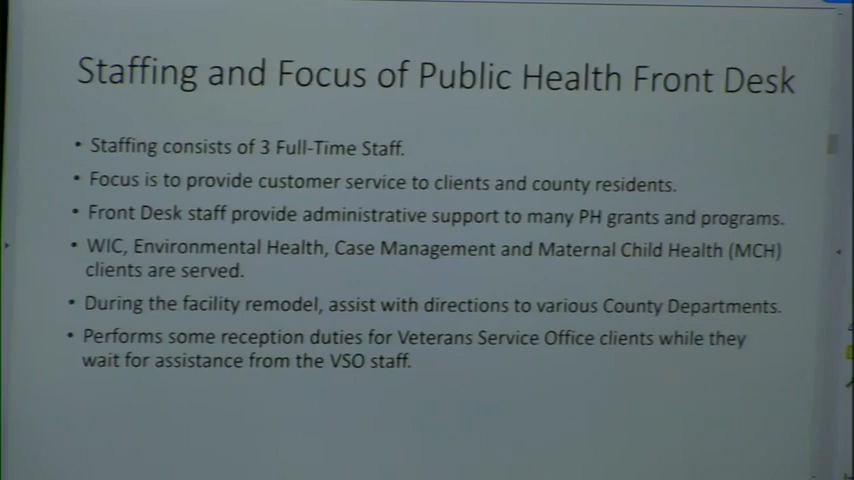 Staffing and Focus of Public Health Front Desk
• Staffing consists of 3 Full-Time Staff.
• Focus is to provide customer service to clients and county residents.
• Front Desk staff provide administrative support to many PH grants and programs.
• WIC, Environmental Health, Case Management and Maternal Child Health (MCH)
clients are served.
• During the facility remodel, assist with directions to various County Departments.
• Performs some reception duties for Veterans Service Office clients while they
wait for assistance from the VSO staff.